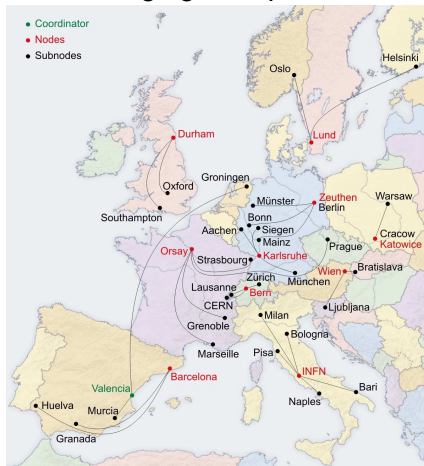 Coordinator
Nodes
Subnodes
Helsinki
Oslo
Lund
Durham
Oxford
Southampton
Groningen
Münster
Zeuthen
Berlin
Warsaw
Bonn
Siegen
Aachen
Mainz
Cracow
Katowice
Orsay
Karlsruhe
Prague
Strasbourg
Wien
Bratislava
Zürich
München
Lausanne
Bern
CERN
Ljubljana
Grenoble
Milan
Bologna
Marseille
Pisa
Valencia
Barcelona
INFN
Huelva
Murcia
Naples
Bari
Granada